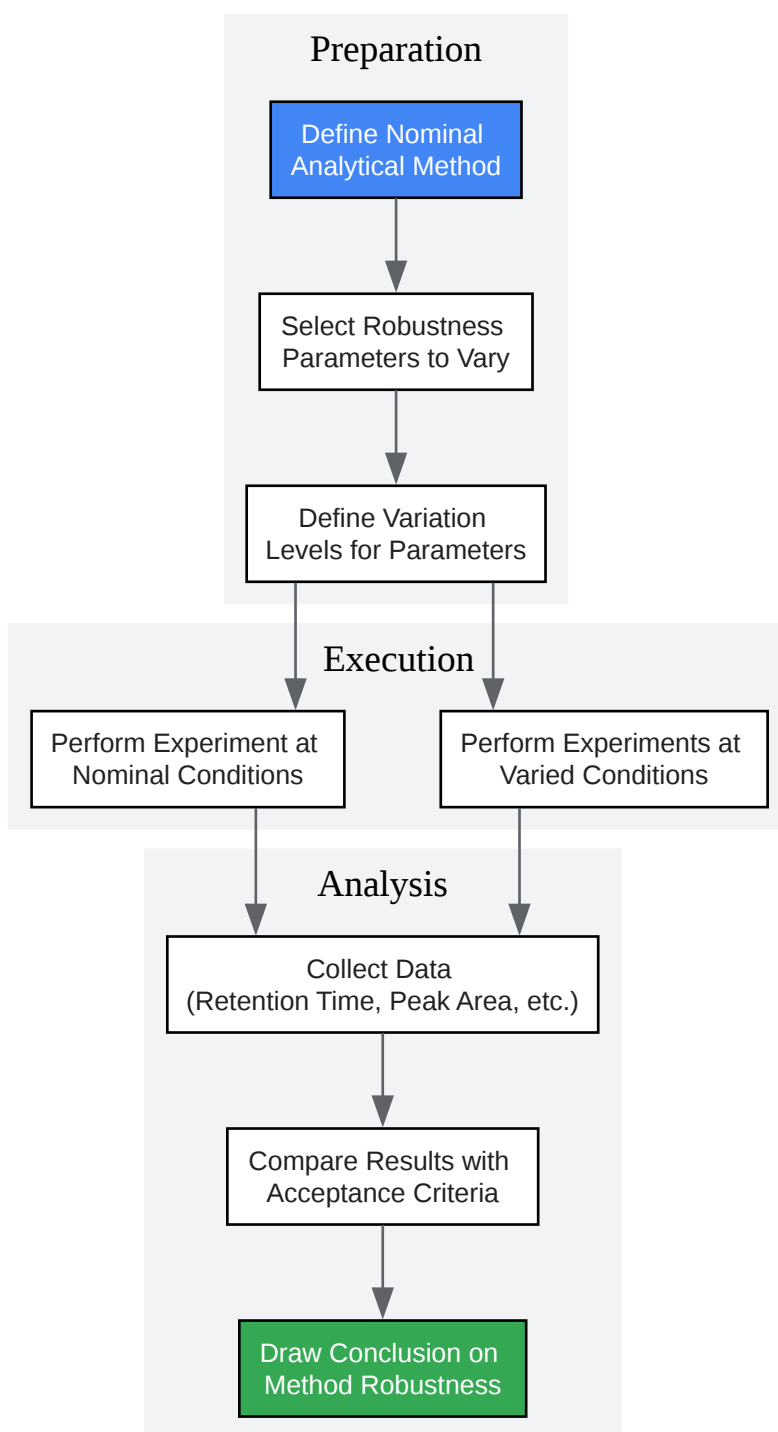 Preparation
Define Nominal
Analytical Method
Select Robustness
Parameters to Vary
Define Variation
Levels for Parameters
Execution
Perform Experiment at
Nominal Conditions
Perform Experiments at
Varied Conditions
Analysis
Collect Data
(Retention Time, Peak Area, etc.)
Compare Results with
Acceptance Criteria
Draw Conclusion on
Method Robustness